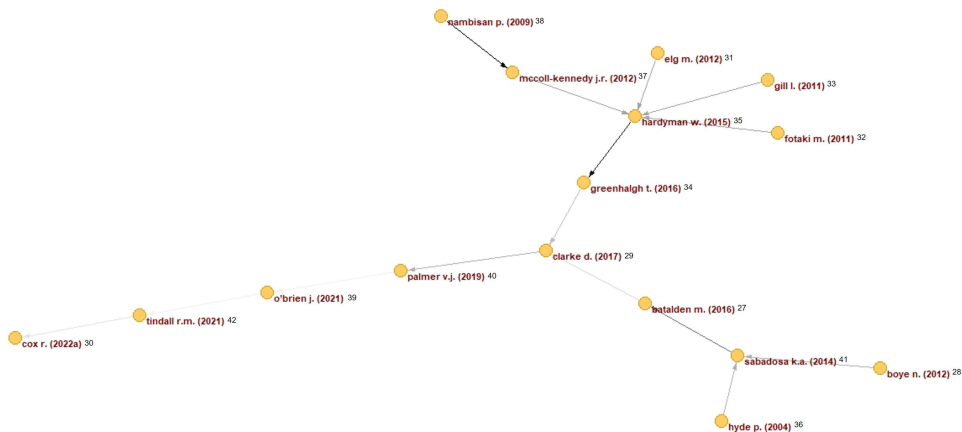 nambisan p. (2009) 38
elg m. (2012) 31
mccoll-kennedy j.r. (2012) 37
gill l. (2011) 33
hardyman w. (2015) 35
fotaki m. (2011) 32
greenhalgh t. (2016) 34
clarke d. (2017) 29
palmer v.j. (2019) 40
o'brien j. (2021) 39
batalden m. (2016) 27
tindall r.m. (2021) 42
cox r. (2022a) 30
sabadosa k.a. (2014) 41
boye n. (2012) 28
hyde p. (2004) 36